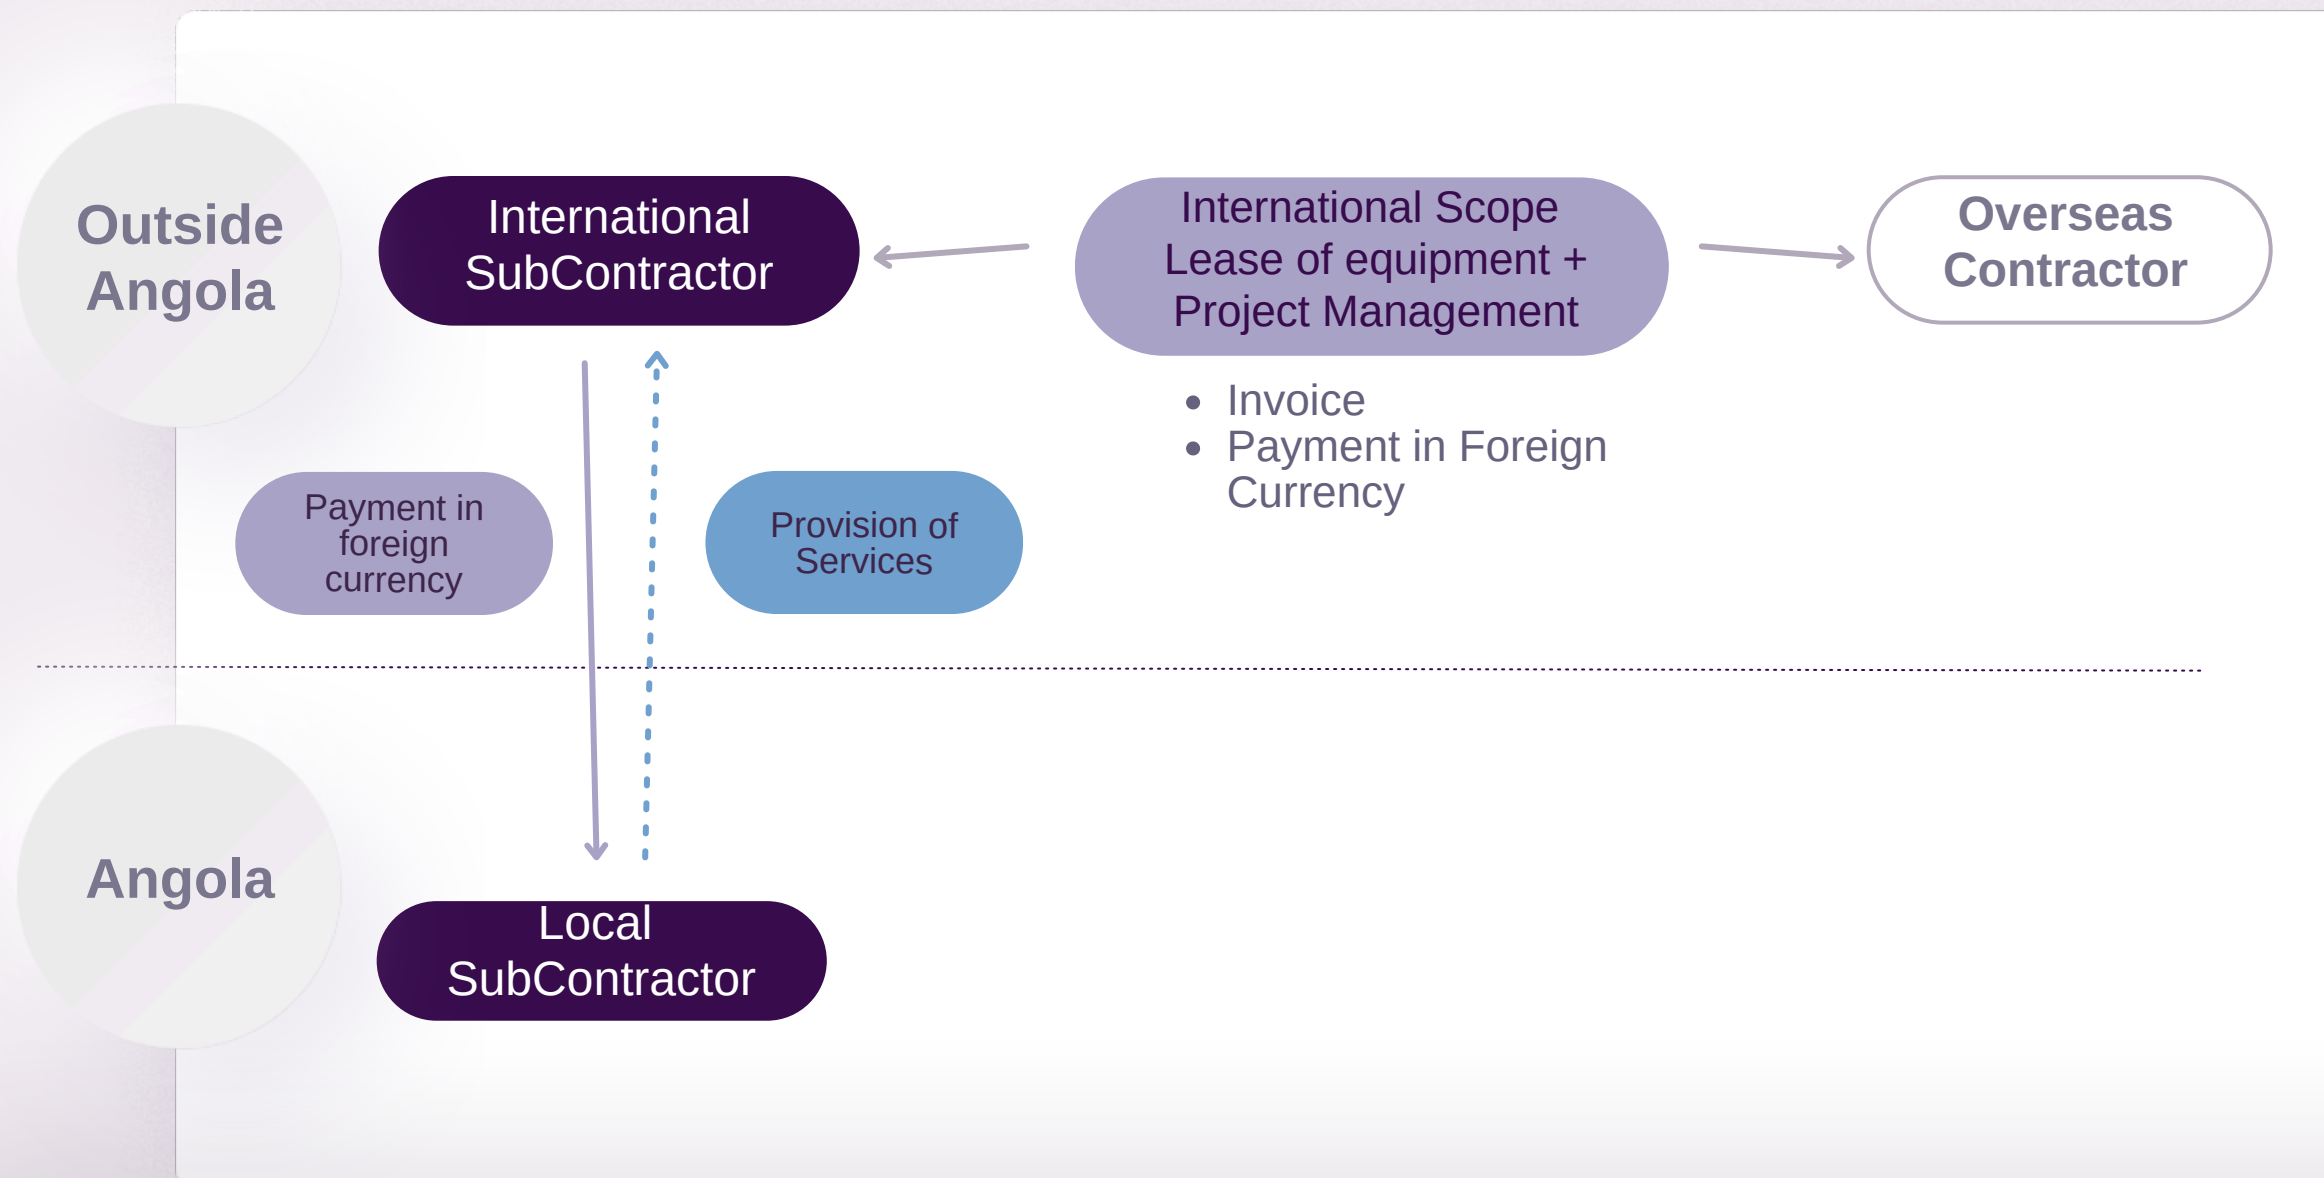 Outside
Angola
International
SubContractor
International Scope
Lease of equipment +
Project Management
Overseas
Contractor
• Invoice
• Payment in Foreign
Currency
Payment in
foreign
currency
Provision of
Services
Angola
Local
SubContractor